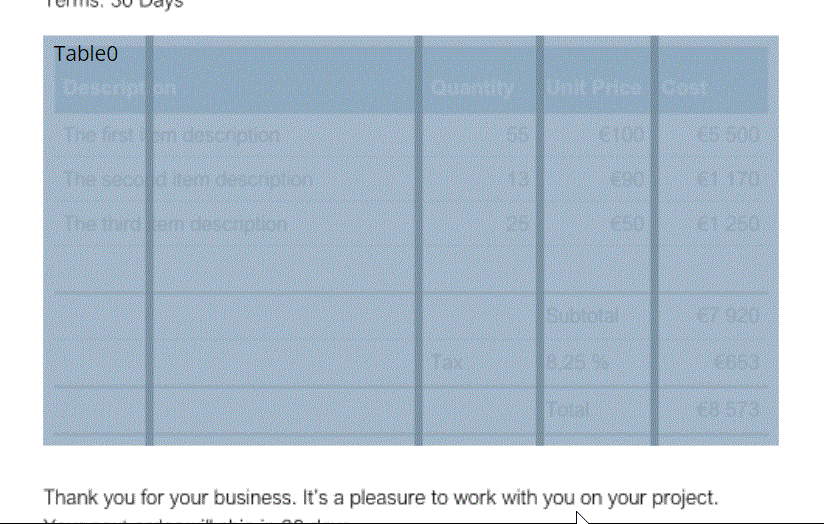 Terms: 30 Days
Table0
Description Quantity Unit Price Cost
The first item description 55 €100 €5 500
The second item description 13 €90 €1 170
The third item description 25 €50 €1 250
Subtotal €7 920
Tax 8.25 % €653
Total €8 573
Thank you for your business. It's a pleasure to work with you on your project.